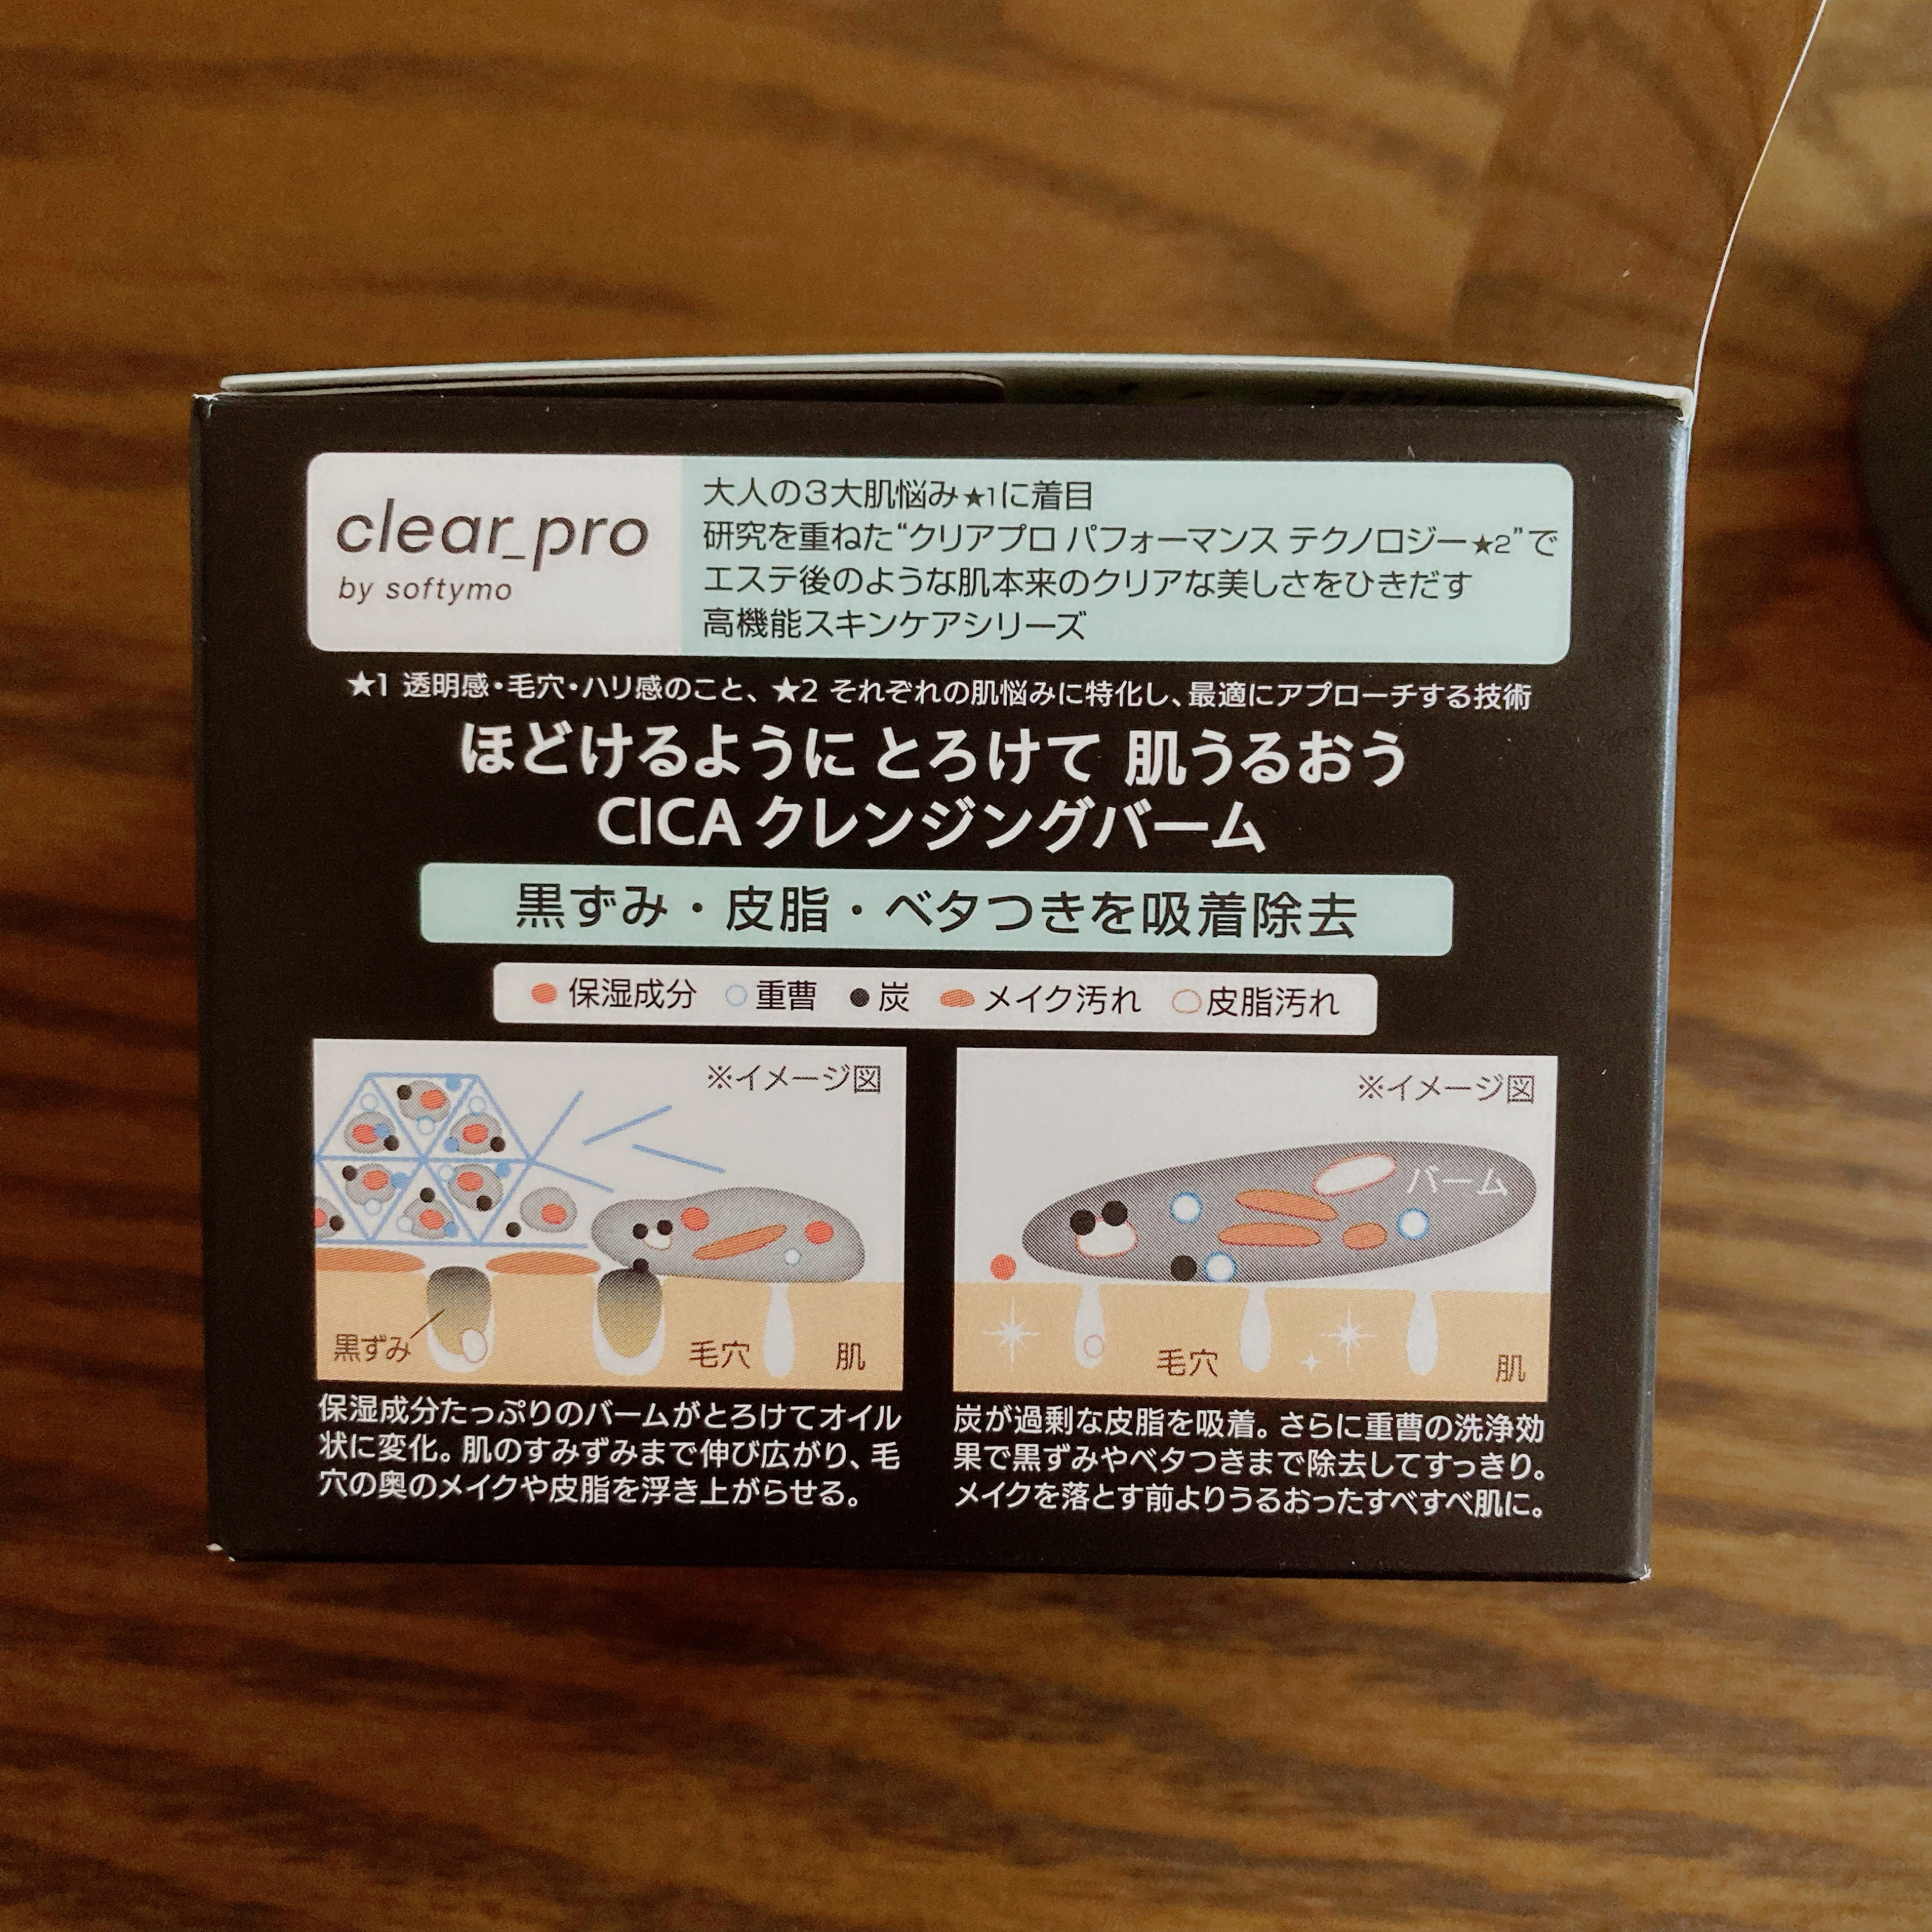 clear_pro
by softymo
大人の3大肌悩み★1に着目
研究を重ねた“クリアプロ パフォーマンス テクノロジー★2”で
エステ後のような肌本来のクリアな美しさをひきだす
高機能スキンケアシリーズ
★1 透明感・毛穴・ハリ感のこと、★2 それぞれの肌悩みに特化し、最適にアプローチする技術
ほどけるように とろけて 肌うるおう
CICA クレンジングバーム
黒ずみ・皮脂・ベタつきを吸着除去
保湿成分 重曹 炭 メイク汚れ 皮脂汚れ
※イメージ図
黒ずみ 毛穴 肌
保湿成分たっぷりのバームがとろけてオイル
状に変化。肌のすみずみまで伸び広がり、毛
穴の奥のメイクや皮脂を浮き上がらせる。
※イメージ図
バーム
毛穴 肌
炭が過剰な皮脂を吸着。さらに重曹の洗浄効
果で黒ずみやベタつきまで除去してすっきり。
メイクを落とす前よりうるおったすべすべ肌に。